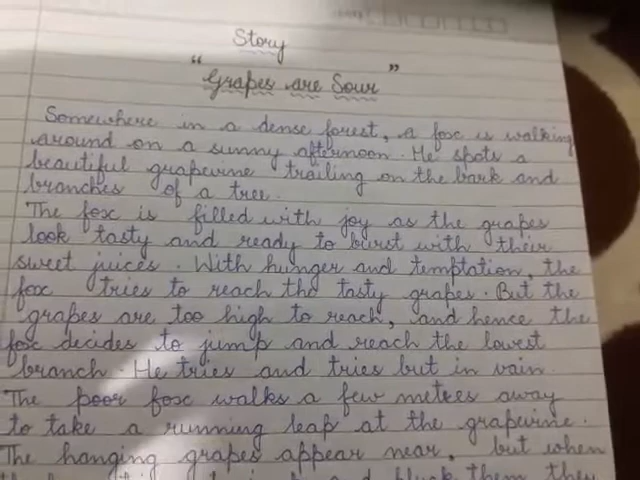 Story
"Grapes are Sour"
Somewhere in a dense forest, a fox is walking
around on a sunny afternoon. He spots a
beautiful grapevine trailing on the bark and
branches of a tree.
The fox is filled with joy as the grapes
look tasty and ready to burst with their
sweet juices. With hunger and temptation, the
fox tries to reach the tasty grapes. But the
grapes are too high to reach, and hence the
fox decides to jump and reach the lowest
branch. He tries and tries but in vain.
The poor fox walks a few metres away
to take a running leap at the grapevine.
The hanging grapes appear near, but when
and pluck them they